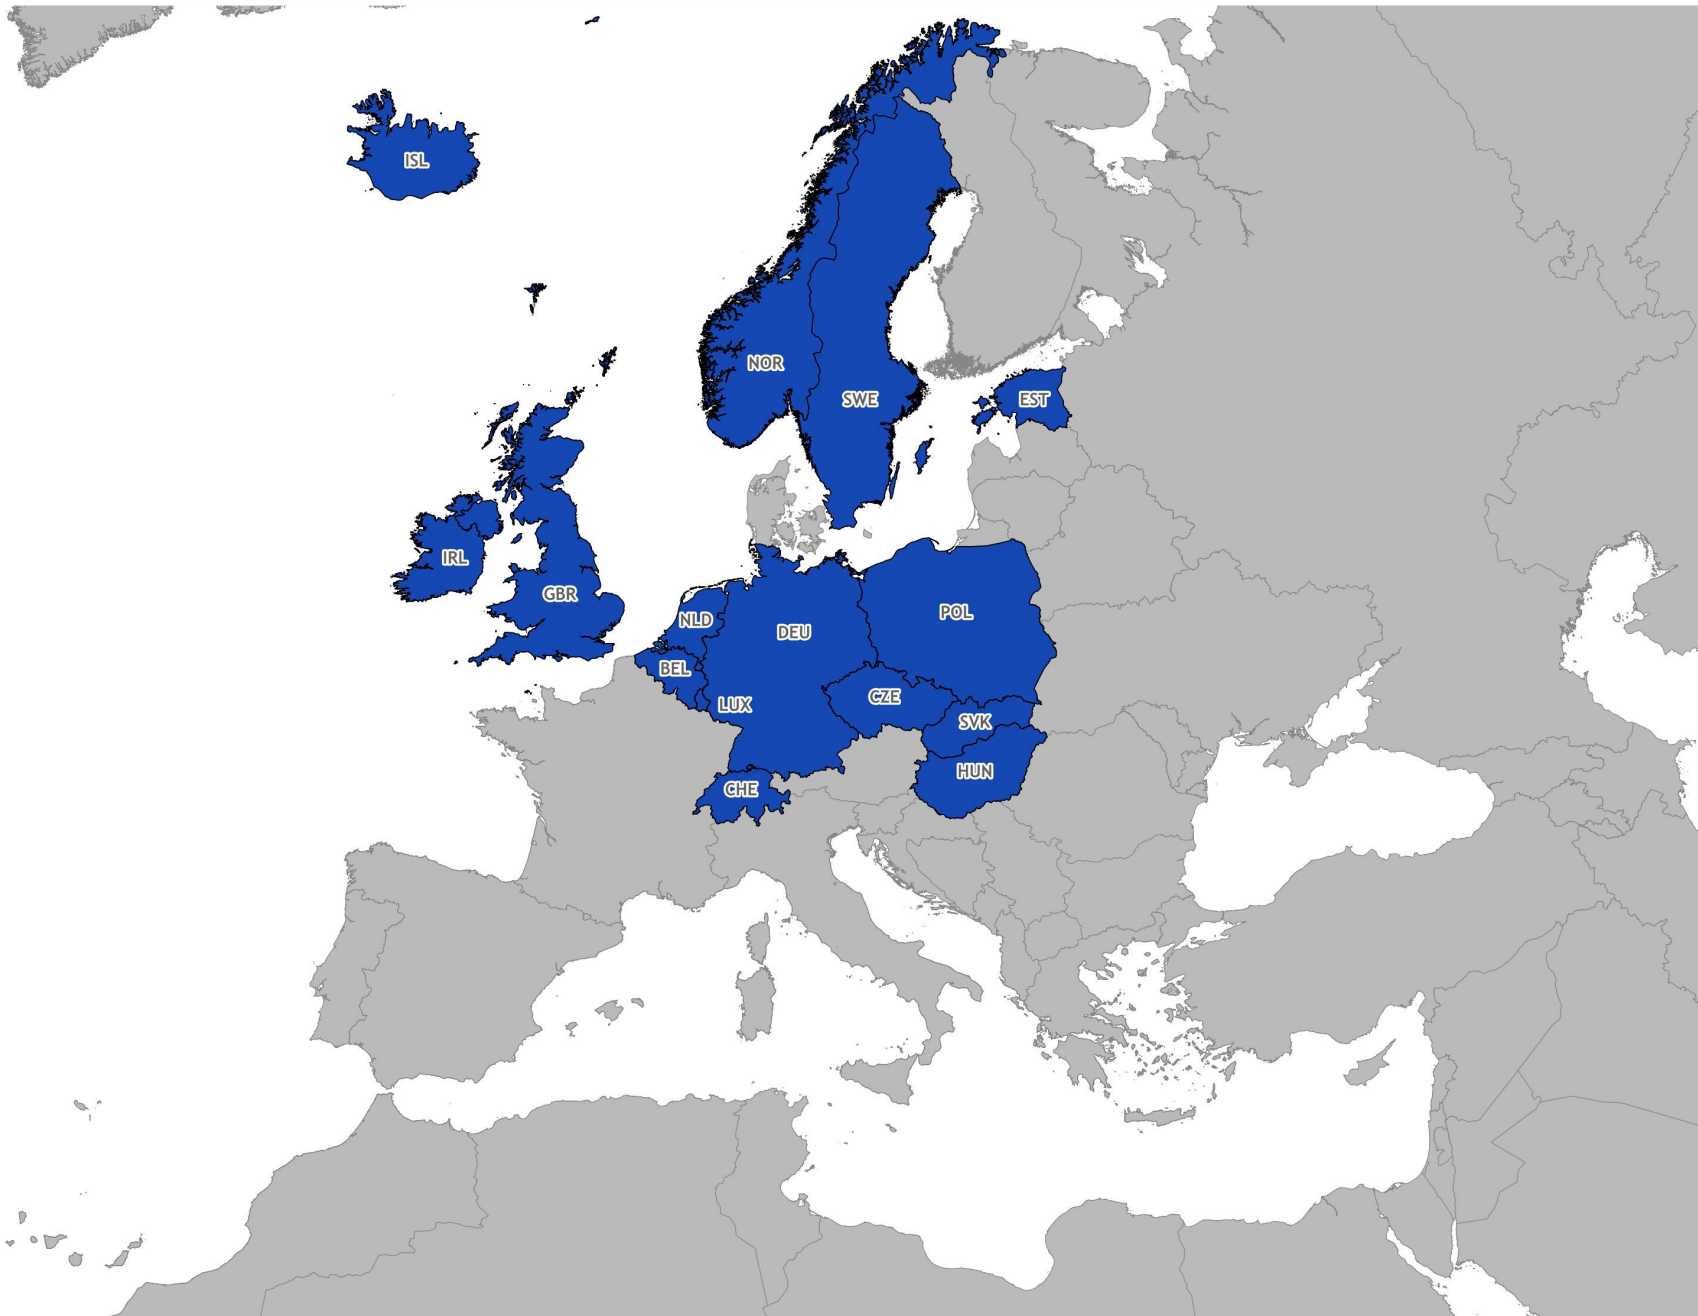 ISL
NOR
SWE
EST
IRL
GBR
NLD
DEU
POL
BEL
CZE
LUX
SVK
HUN
CHE